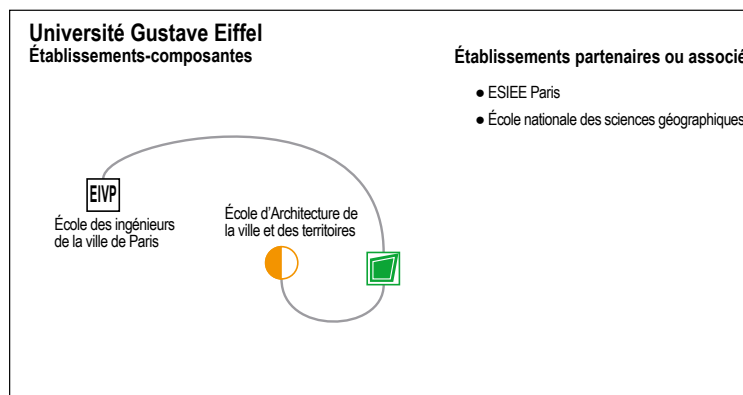 Université Gustave Eiffel
Établissements-composantes
Établissements partenaires ou associé
● ESIEE Paris
● École nationale des sciences géographiques
EIVP
École des ingénieurs
de la ville de Paris
École d'Architecture de
la ville et des territoires